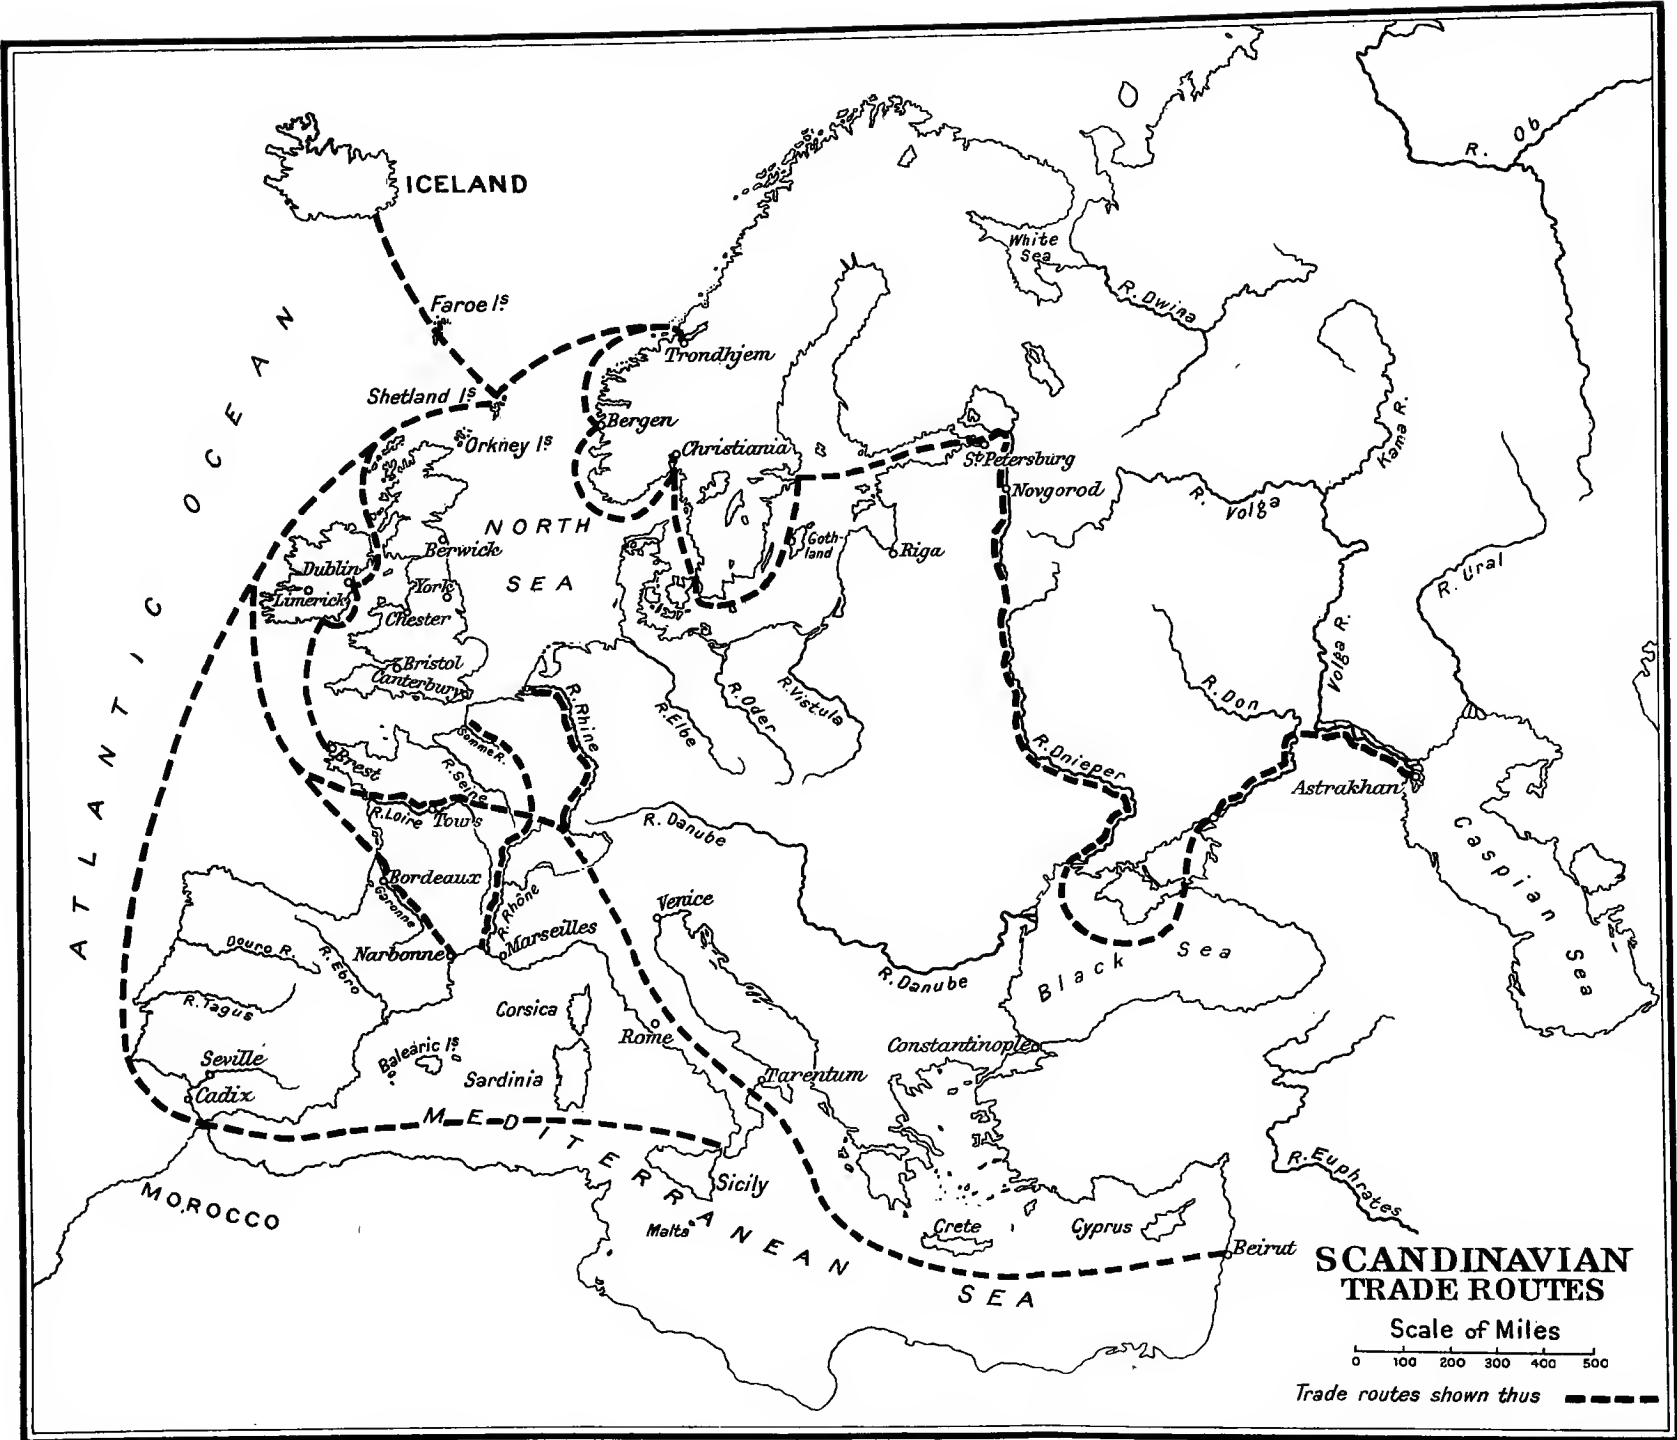 R. Ob
ICELAND
White
Sea
R. Dwina
Faroe Is.
Trondhjem
Shetland Is.
Orkney Is.
Bergen
Christiania
St. Petersburg
Kama R.
Novgorod
R. Volga
NORTH
SEA
Berwick
Goth-
land
Riga
Dublin
Limerick
York
Chester
R. Ural
Volga R.
Bristol
Canterbury
R. Rhine
R. Elbe
R. Oder
R. Vistula
R. Don
ATLANTIC OCEAN
Brest
Somme R.
R. Seine
R. Dnieper
Astrakhan
R. Loire
Tours
R. Danube
Caspian Sea
Bordeaux
Garonne
R. Rhône
Venice
Narbonne
Marseilles
Douro R.
R. Ebro
R. Tagus
Black Sea
R. Danube
Corsica
Rome
Constantinople
Seville
Balearic Is.
Sardinia
Tarentum
Cadix
MEDITERRANEAN
SEA
MOROCCO
Sicily
Malta
Crete
Cyprus
R. Euphrates
Beirut
SCANDINAVIAN
TRADE ROUTES
Scale of Miles
0 100 200 300 400 500
Trade routes shown thus